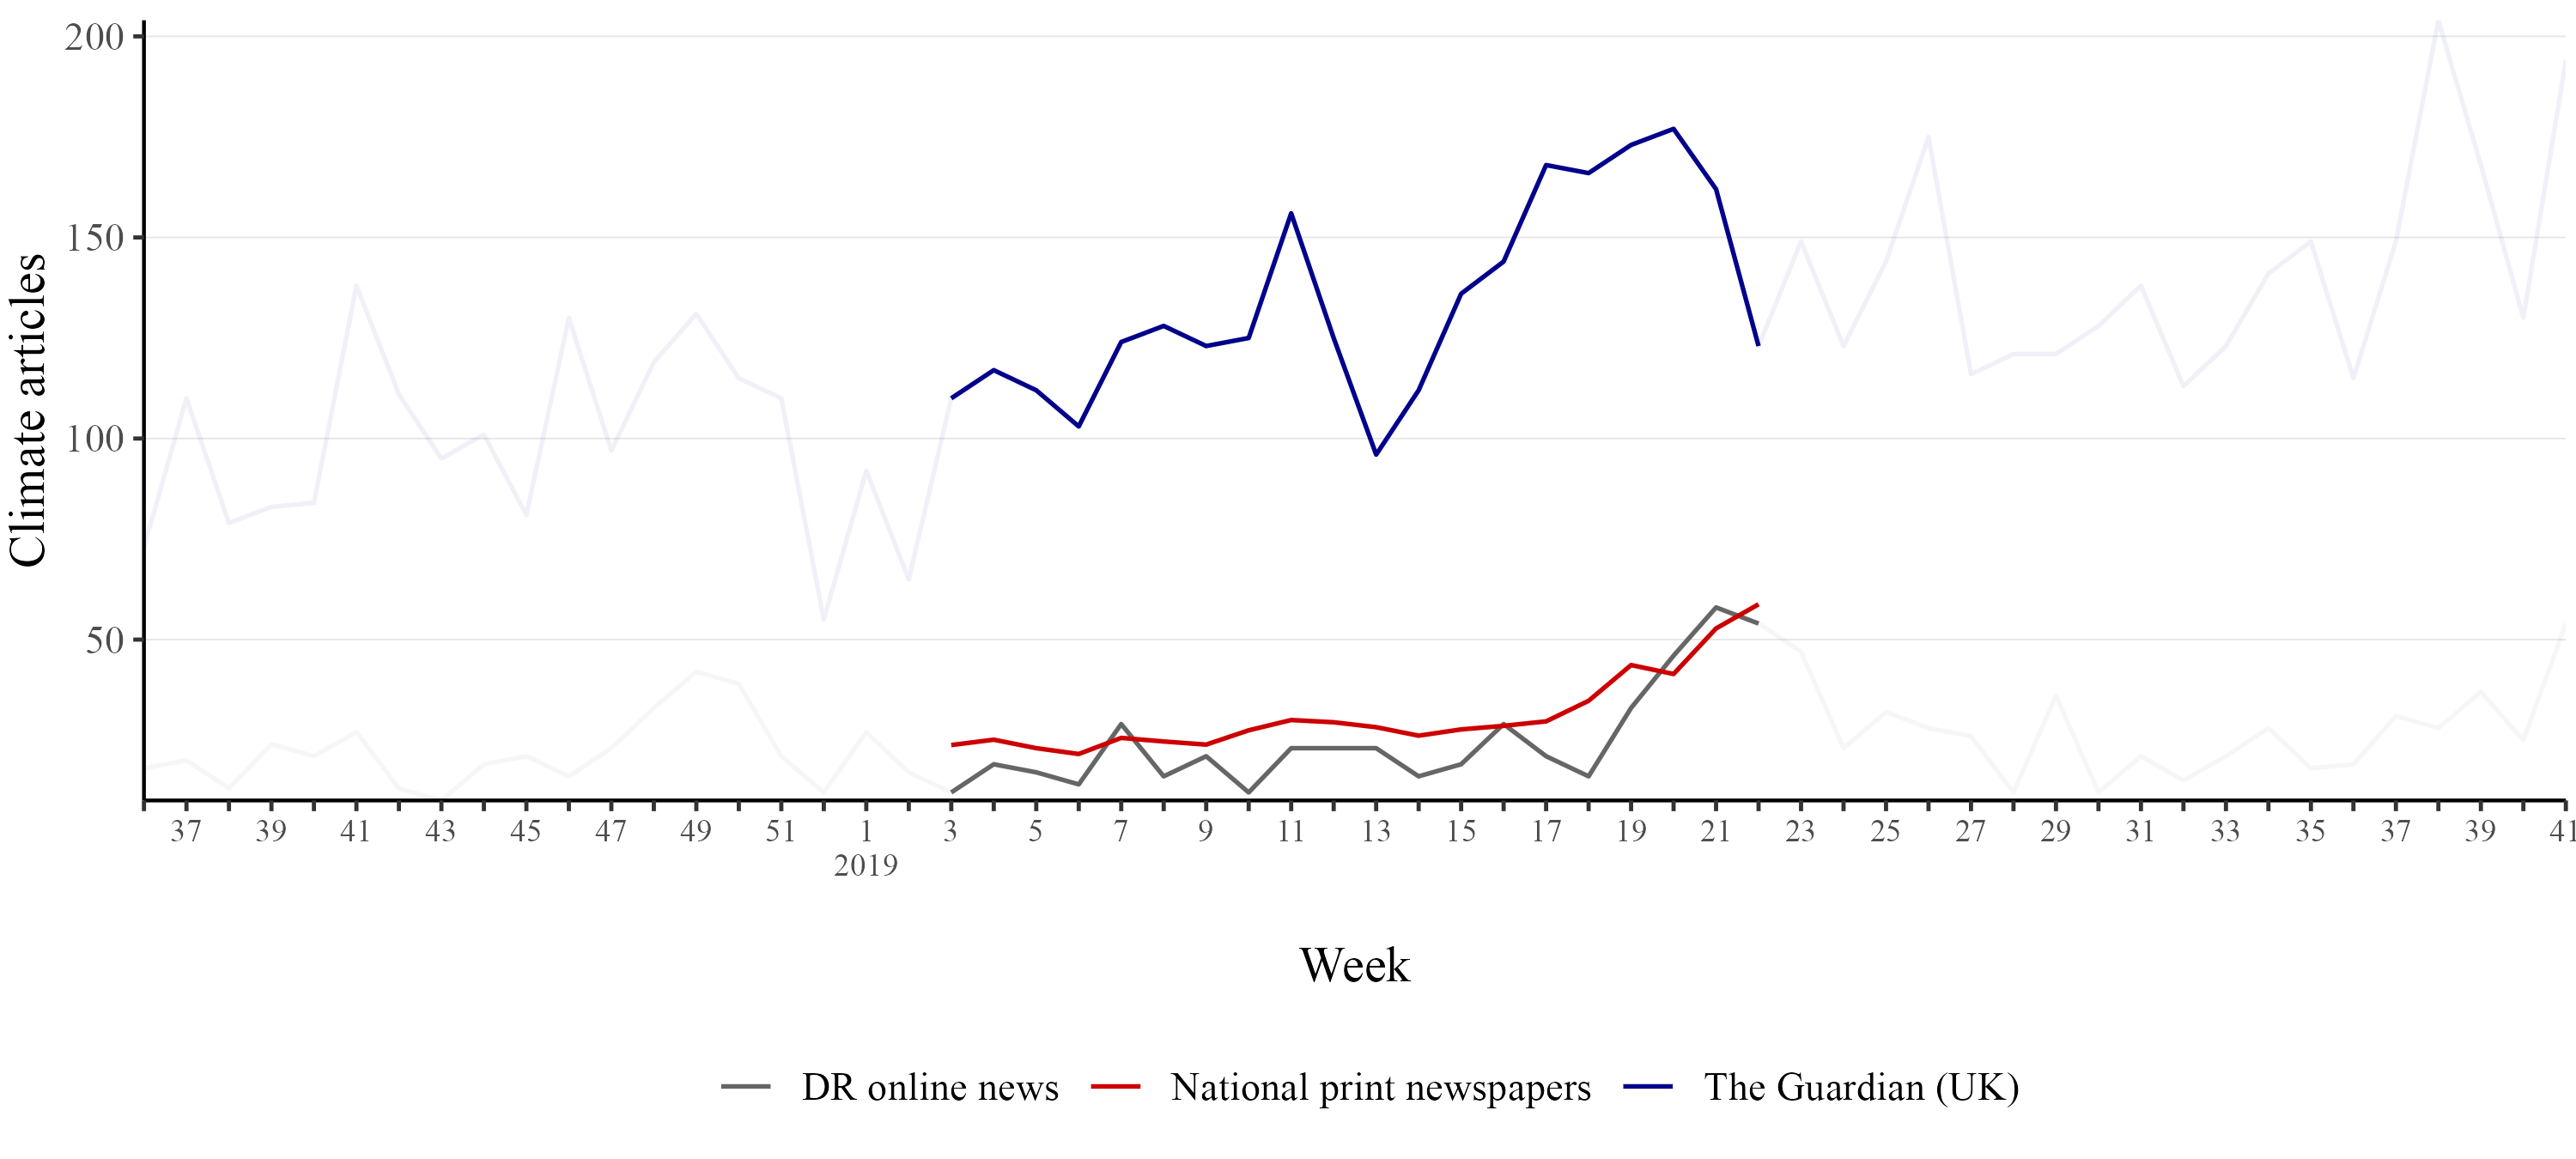 Climate articles
200
150
100
50
37 39 41 43 45 47 49 51 1 3 5 7 9 11 13 15 17 19 21 23 25 27 29 31 33 35 37 39 41
2019
Week
DR online news National print newspapers The Guardian (UK)